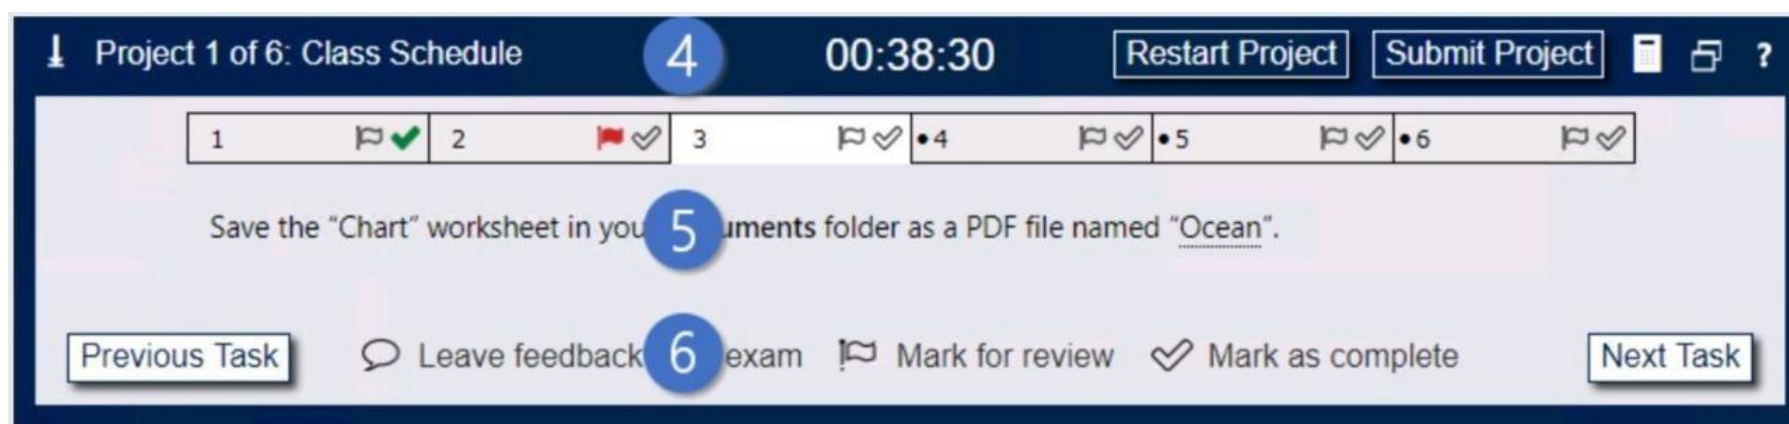 Project 1 of 6: Class Schedule 4 00:38:30 Restart Project Submit Project ?
1 2 3 •4 •5 •6
Save the “Chart” worksheet in you 5 uments folder as a PDF file named “Ocean”.
Previous Task Leave feedback 6 exam Mark for review Mark as complete Next Task